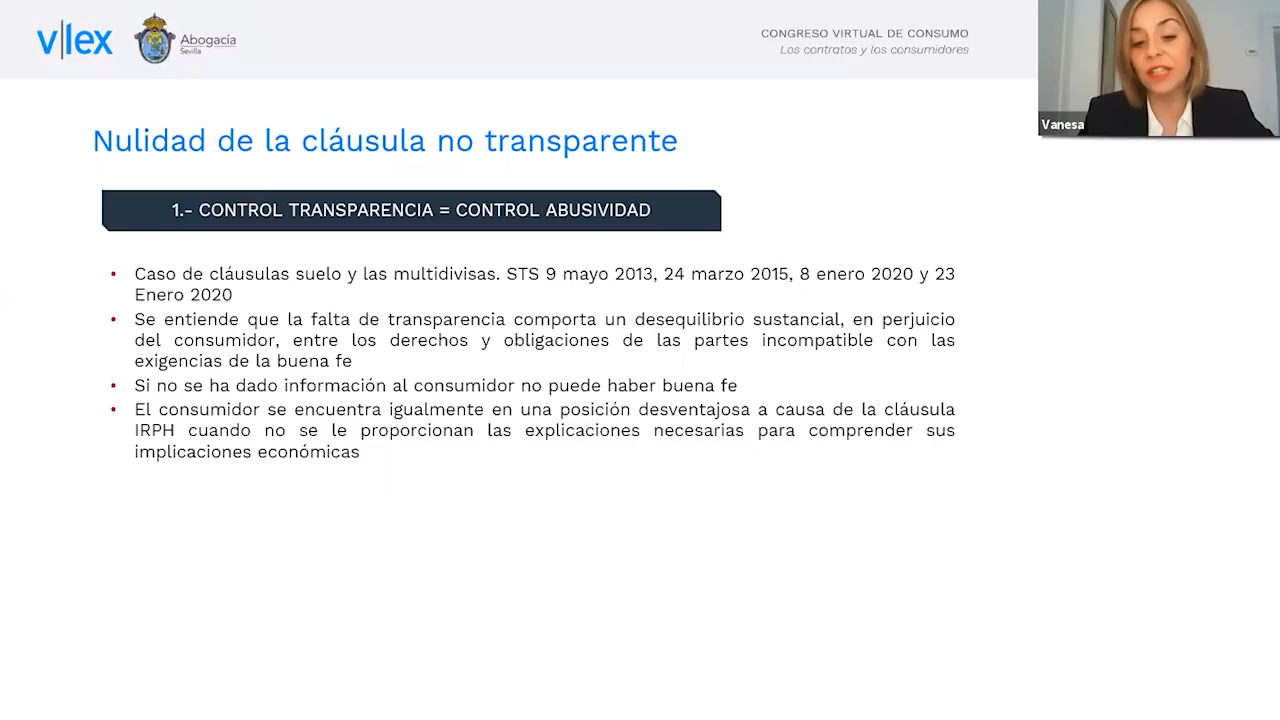 vlex
Abogacía
Sevilla
CONGRESO VIRTUAL DE CONSUMO
Los contratos y los consumidores
Vanesa
Nulidad de la cláusula no transparente
1.- CONTROL TRANSPARENCIA = CONTROL ABUSIVIDAD
• Caso de cláusulas suelo y las multidivisas. STS 9 mayo 2013, 24 marzo 2015, 8 enero 2020 y 23
Enero 2020
• Se entiende que la falta de transparencia comporta un desequilibrio sustancial, en perjuicio
del consumidor, entre los derechos y obligaciones de las partes incompatible con las
exigencias de la buena fe
• Si no se ha dado información al consumidor no puede haber buena fe
• El consumidor se encuentra igualmente en una posición desventajosa a causa de la cláusula
IRPH cuando no se le proporcionan las explicaciones necesarias para comprender sus
implicaciones económicas